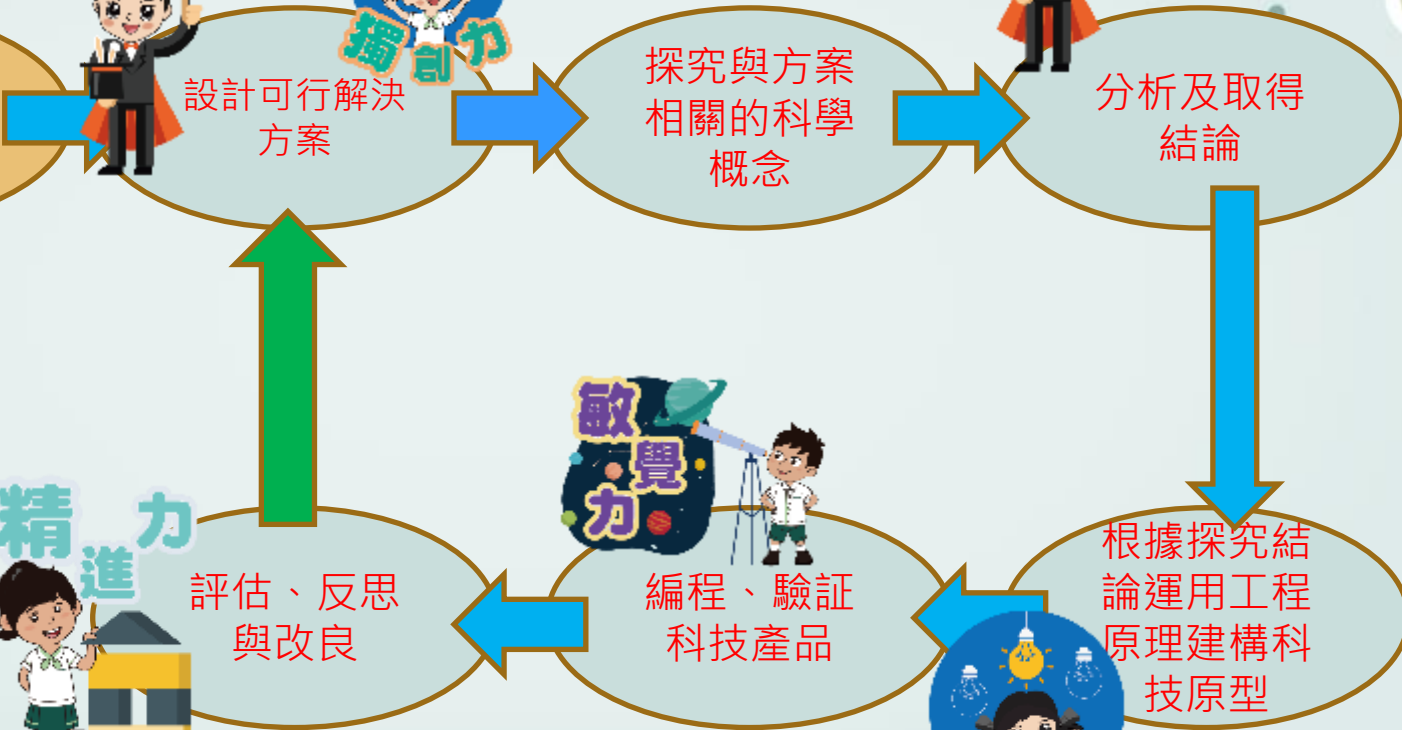 獨創力
設計可行解決
方案
探究與方案
相關的科學
概念
分析及取得
結論
敏覺力
精進力
評估、反思
與改良
編程、驗証
科技產品
根據探究結
論運用工程
原理建構科
技原型